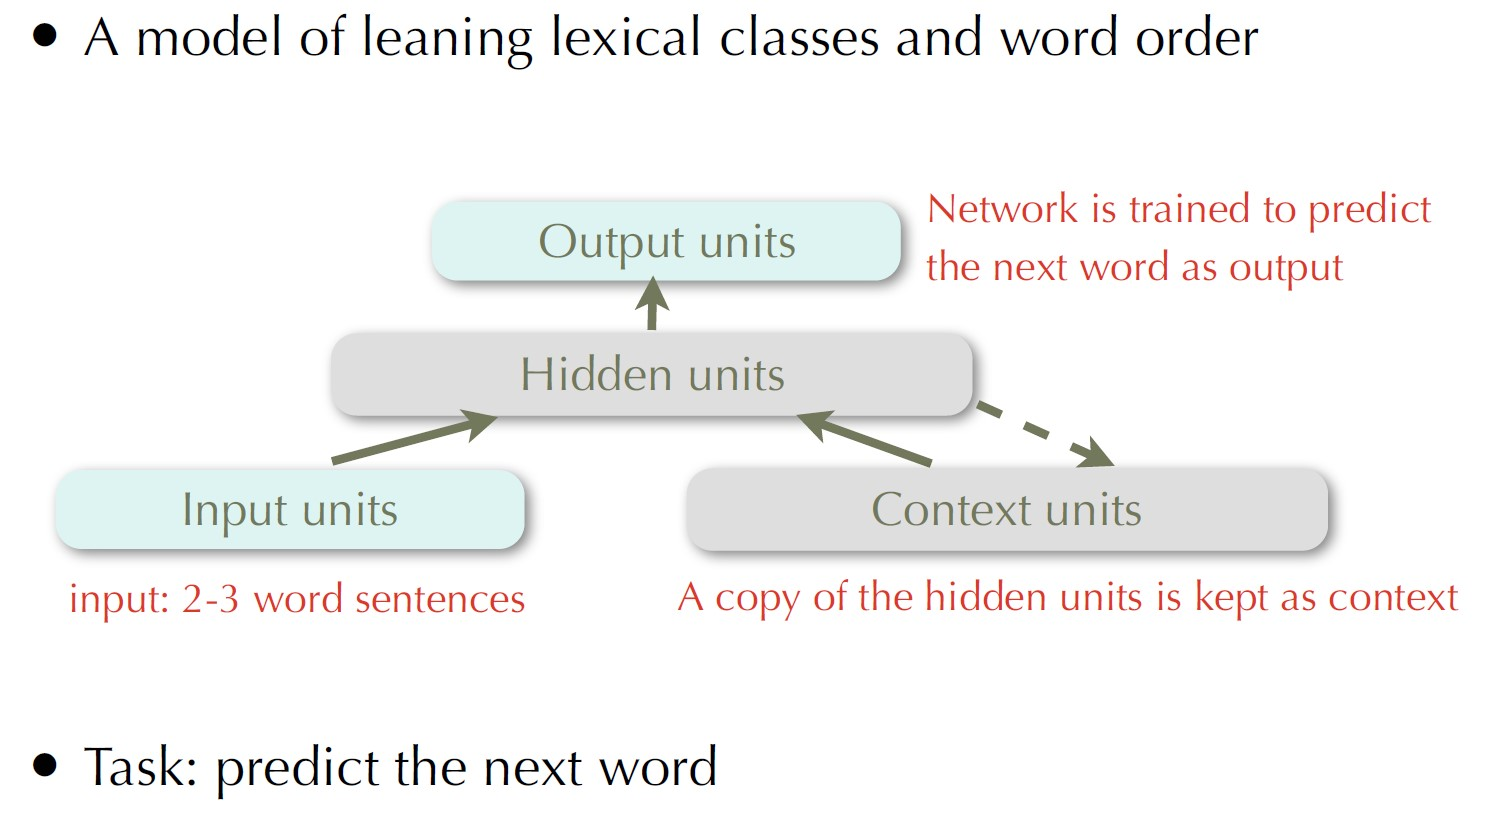 • A model of leaning lexical classes and word order
Output units
Network is trained to predict
the next word as output
Hidden units
Input units
Context units
input: 2-3 word sentences
A copy of the hidden units is kept as context
• Task: predict the next word